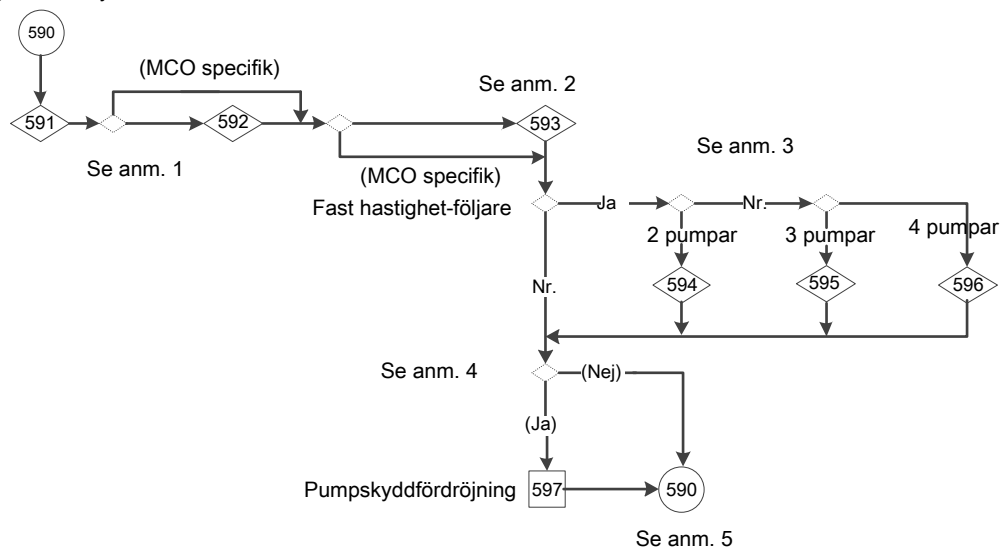 590
(MCO specifik)
Se anm. 2
591
592
593
Se anm. 1
Se anm. 3
(MCO specifik)
Fast hastighet-följare
Ja
Nr.
2 pumpar
3 pumpar
4 pumpar
Nr.
594
595
596
Se anm. 4
(Nej)
(Ja)
Pumpskyddfördröjning
597
590
Se anm. 5